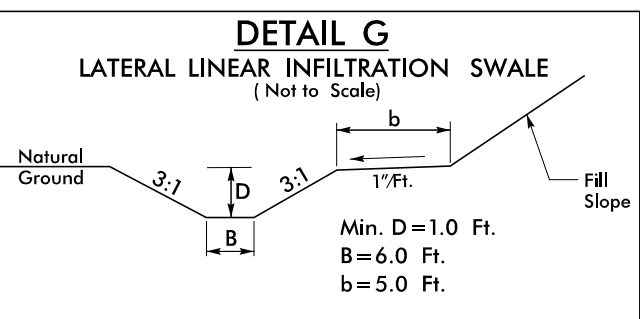 DETAIL G
LATERAL LINEAR INFILTRATION SWALE
( Not to Scale)
b
Natural
Ground
3:1
D
3:1
1"/Ft.
Fill
Slope
B
Min. D=1.0 Ft.
B=6.0 Ft.
b=5.0 Ft.